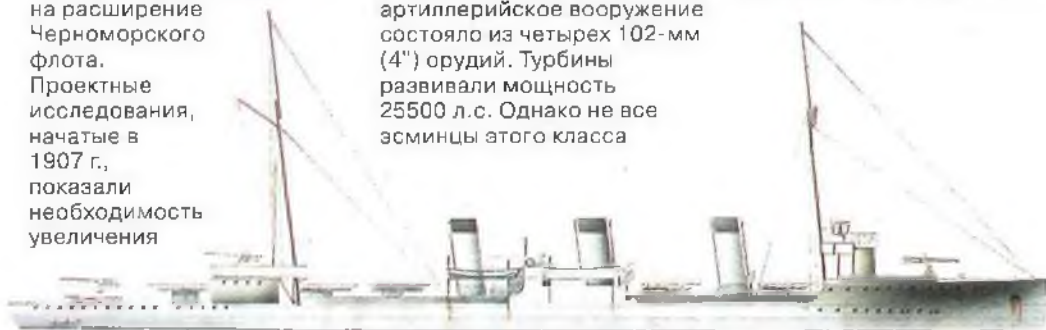 на расширение
Черноморского
флота.
Проектные
исследования,
начатые в
1907 г.,
показали
необходимость
увеличения
артиллерийское вооружение
состояло из четырех 102-мм
(4") орудий. Турбины
развивали мощность
25500 л.с. Однако не все
эсминцы этого класса